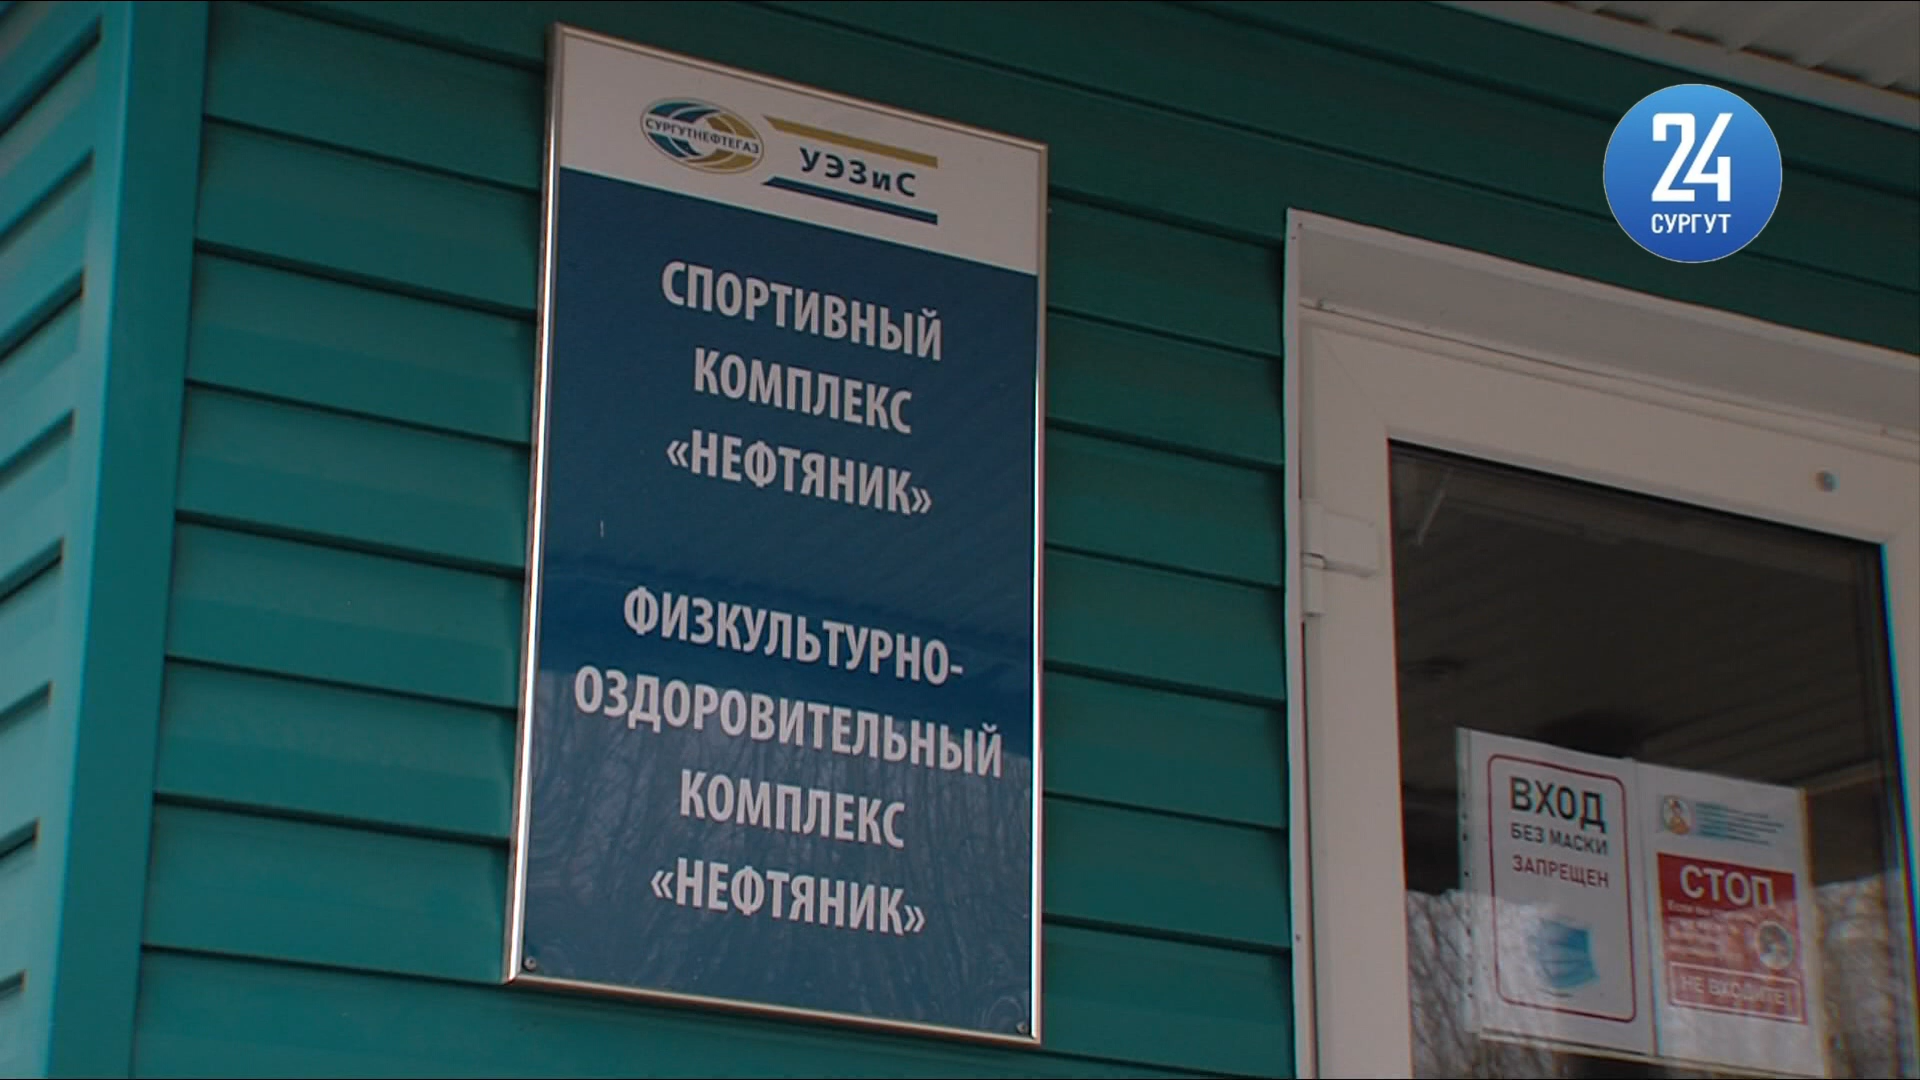 СУРГУТНЕФТЕГАЗ
УЭЗиС
СПОРТИВНЫЙ
КОМПЛЕКС
«НЕФТЯНИК»
ФИЗКУЛЬТУРНО-
ОЗДОРОВИТЕЛЬНЫЙ
КОМПЛЕКС
«НЕФТЯНИК»
24
СУРГУТ
ВХОД
БЕЗ МАСКИ
ЗАПРЕЩЕН
СТОП
НЕ ВХОДИТЕ!